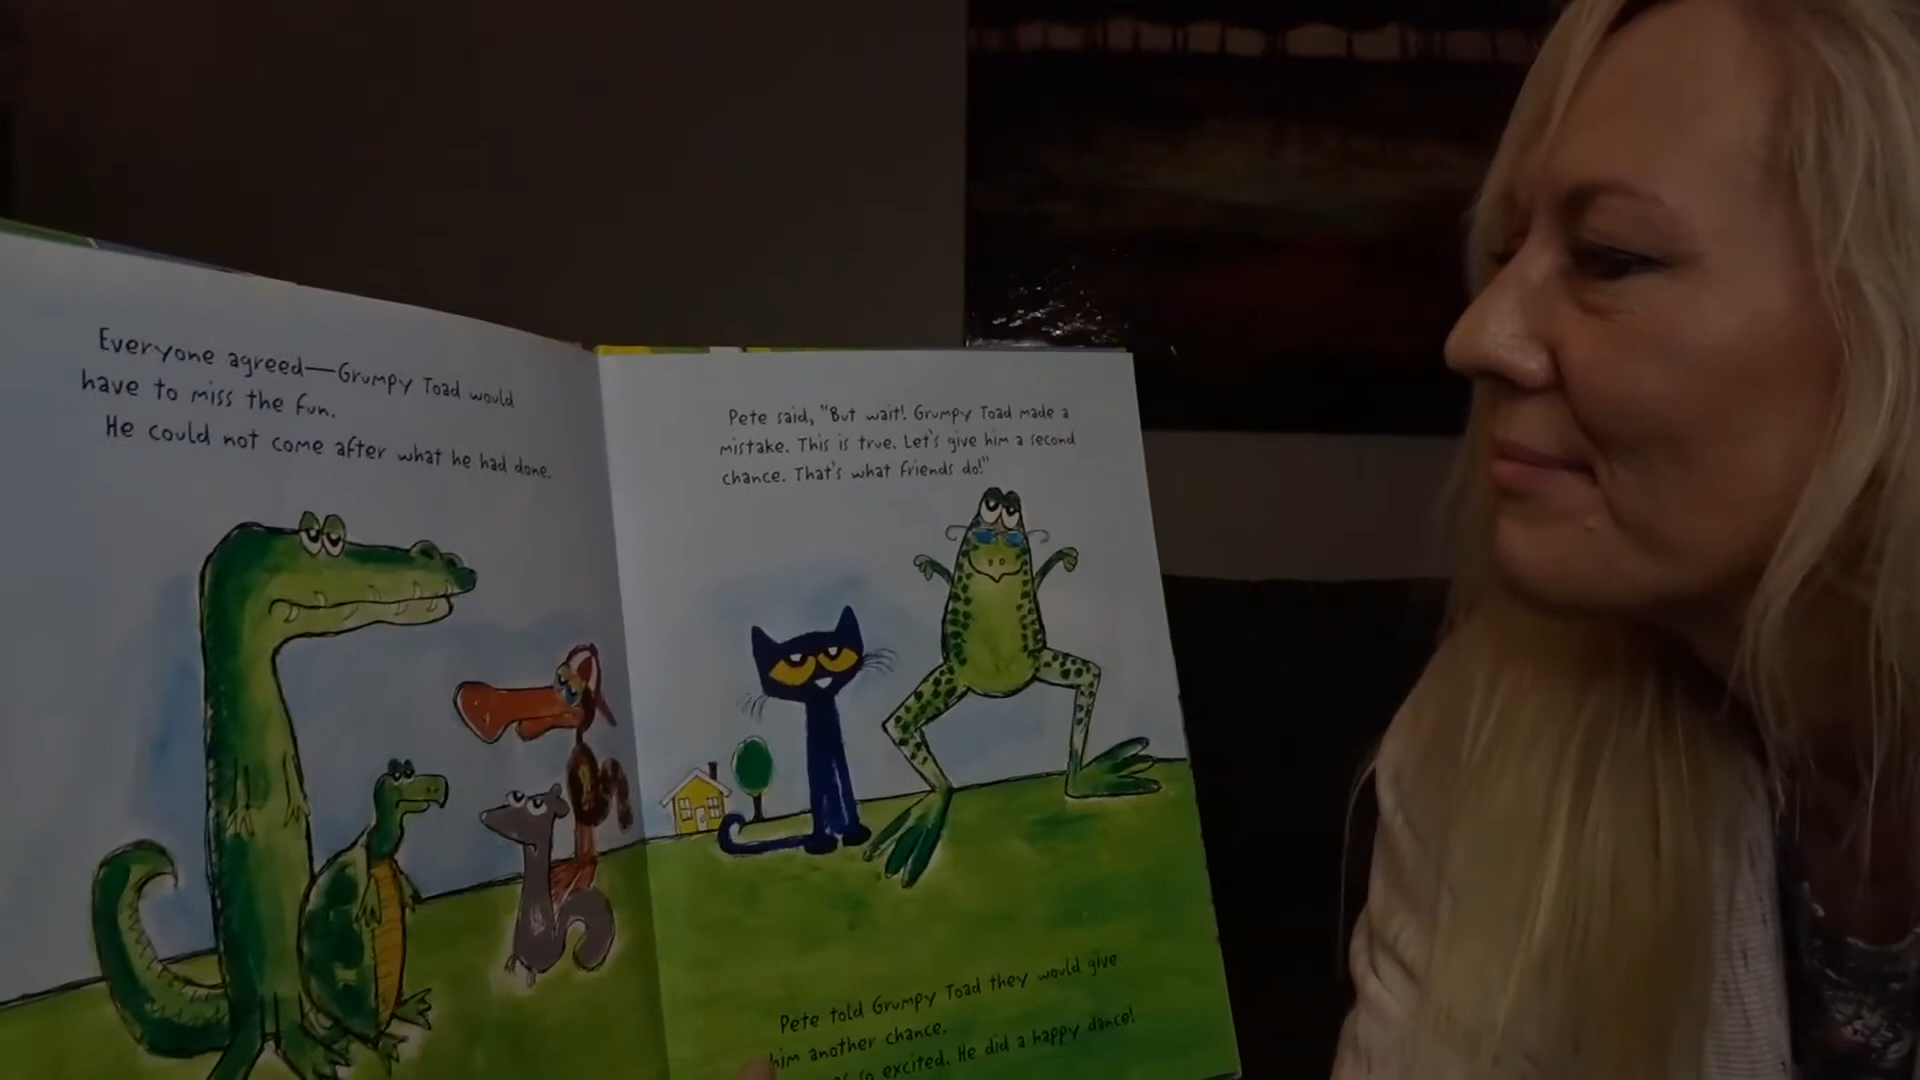 Everyone agreed—Grumpy Toad would
have to miss the fun.
He could not come after what he had done.
Pete said, "But wait! Grumpy Toad made a
mistake. This is true. Let's give him a second
chance. That's what friends do!"
Pete told Grumpy Toad they would give
him another chance.
so excited. He did a happy dance!